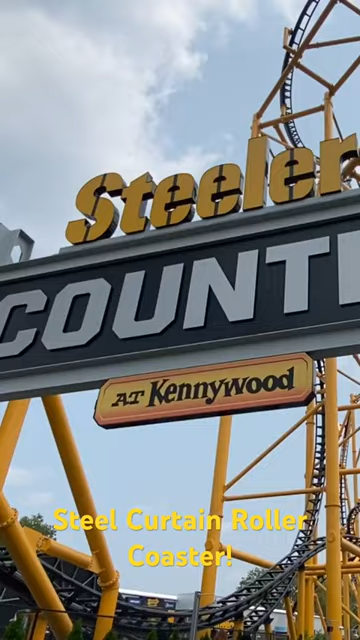 Steeler
COUNT
AT Kennywood
Steel Curtain Roller
Coaster!